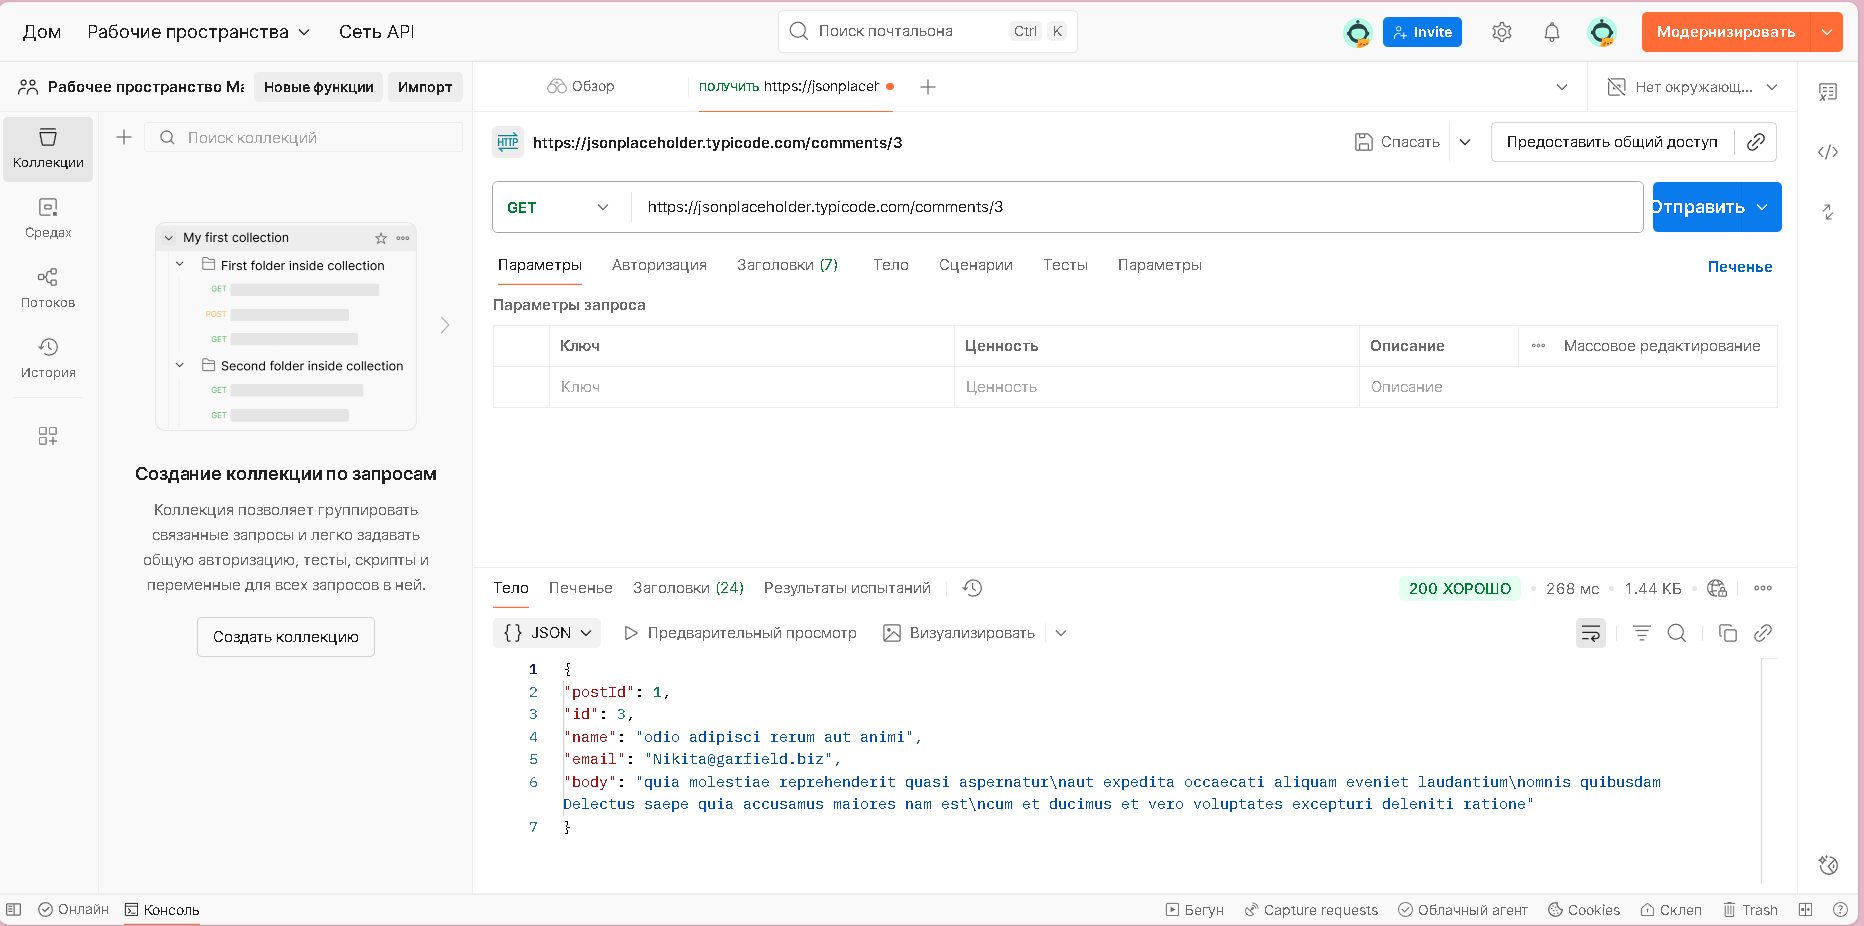 Дом Рабочие пространства Сеть API Поиск почтальона Ctrl K Invite Модернизировать
Рабочее пространство Ма Новые функции Импорт Обзор получить https://jsonplaceh Нет окружающ...
Коллекции Поиск коллекций
https://jsonplaceholder.typicode.com/comments/3 Спасать Предоставить общий доступ
Средах
GET https://jsonplaceholder.typicode.com/comments/3 Отправить
Потоков
История
My first collection
First folder inside collection
GET
POST
GET
Second folder inside collection
GET
GET
Создание коллекции по запросам
Коллекция позволяет группировать
связанные запросы и легко задавать
общую авторизацию, тесты, скрипты и
переменные для всех запросов в ней.
Создать коллекцию
Параметры Авторизация Заголовки (7) Тело Сценарии Тесты Параметры Печенье
Параметры запроса
Ключ Ценность Описание Массовое редактирование
Ключ Ценность Описание
Тело Печенье Заголовки (24) Результаты испытаний 200 ХОРОШО 268 мс 1.44 КБ
{} JSON Предварительный просмотр Визуализировать
1 {
2 "postId": 1,
3 "id": 3,
4 "name": "odio adipisci rerum aut animi",
5 "email": "Nikita@garfield.biz",
6 "body": "quia molestiae reprehenderit quasi aspernatur\naut expedita occaecati aliquam eveniet laudantium\nomnis quibusdam
Delectus saepe quia accusamus maiores nam est\ncum et ducimus et vero voluptates excepturi deleniti ratione"
7 }
Онлайн Консоль Бегун Capture requests Облачный агент Cookies Склеп Trash